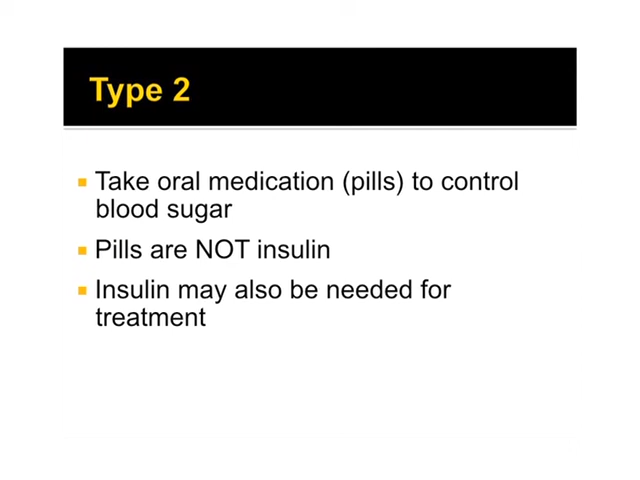 Type 2
Take oral medication (pills) to control
blood sugar
Pills are NOT insulin
Insulin may also be needed for
treatment